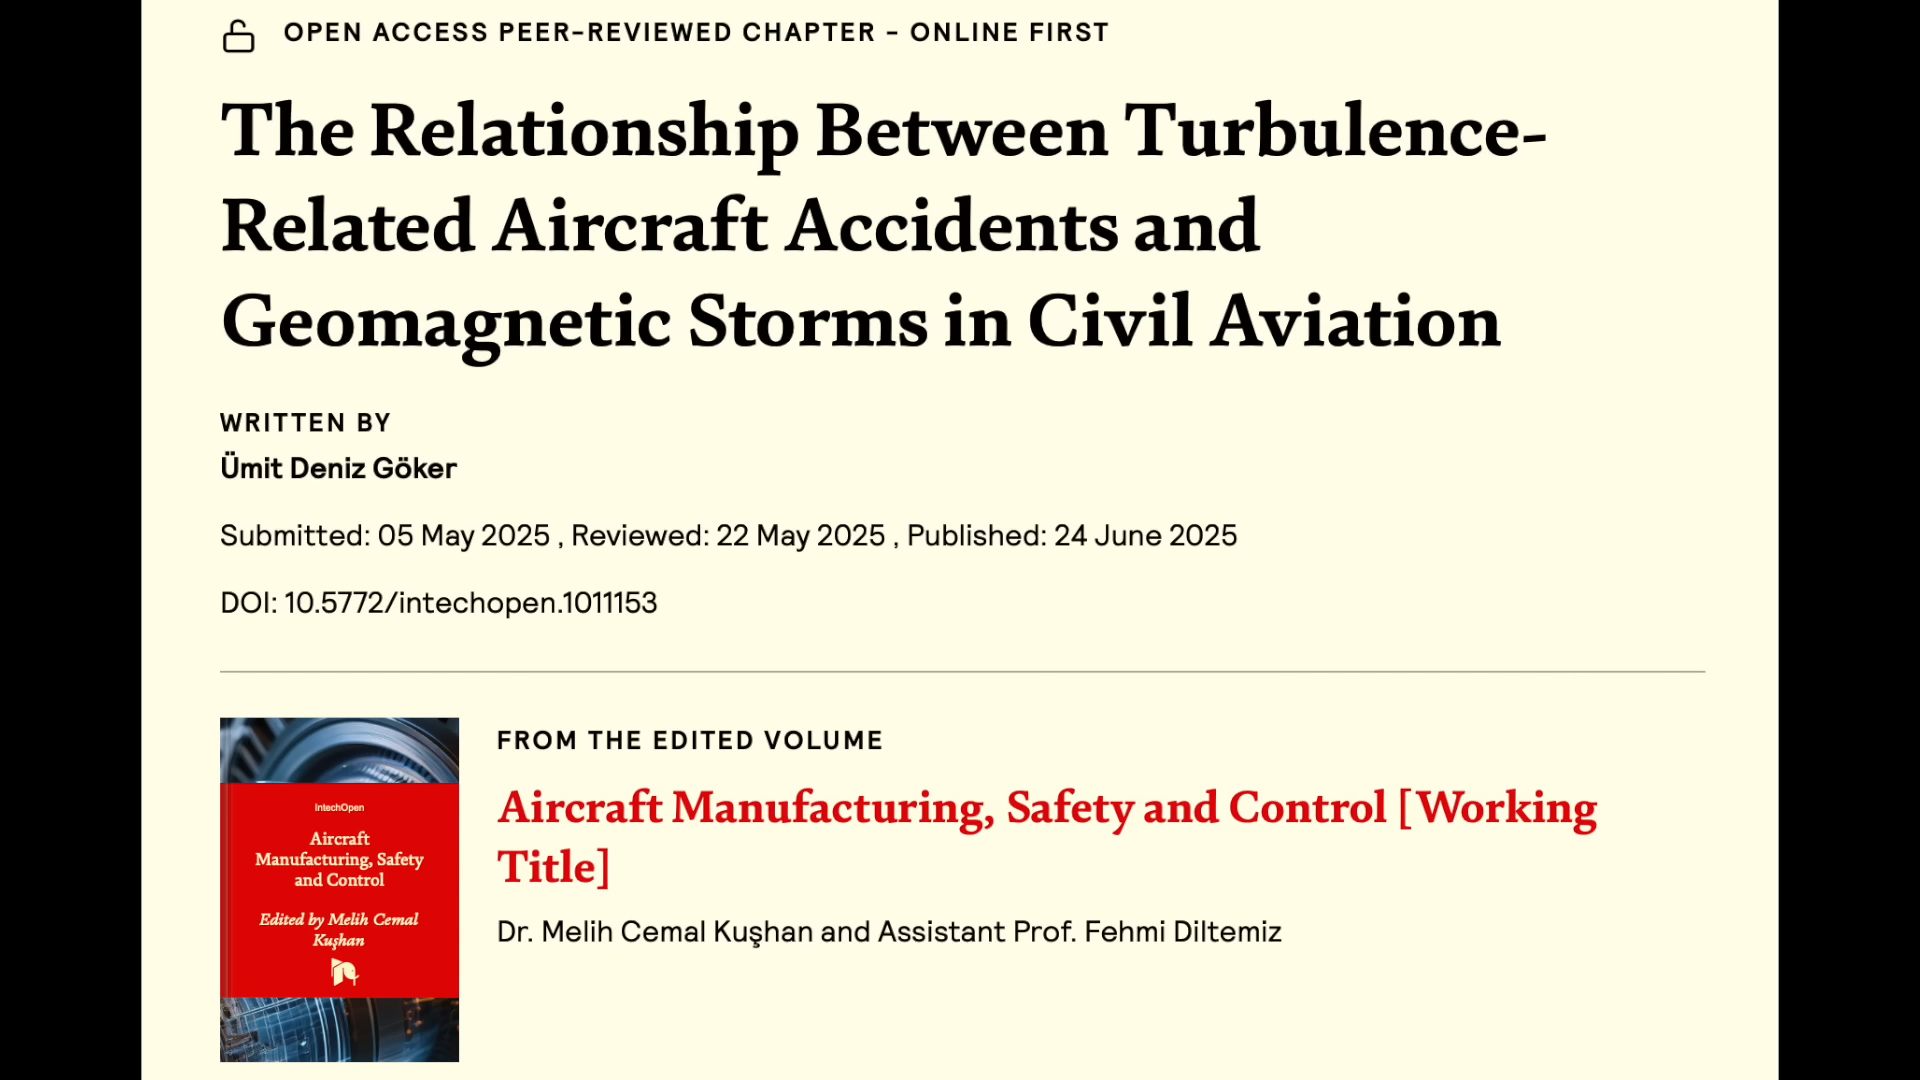 OPEN ACCESS PEER-REVIEWED CHAPTER - ONLINE FIRST
The Relationship Between Turbulence-
Related Aircraft Accidents and
Geomagnetic Storms in Civil Aviation
WRITTEN BY
Ümit Deniz Göker
Submitted: 05 May 2025 , Reviewed: 22 May 2025 , Published: 24 June 2025
DOI: 10.5772/intechopen.1011153
FROM THE EDITED VOLUME
Aircraft Manufacturing, Safety and Control [Working
Title]
Dr. Melih Cemal Kuşhan and Assistant Prof. Fehmi Diltemiz
IntechOpen
Aircraft
Manufacturing, Safety
and Control
Edited by Melih Cemal
Kuşhan